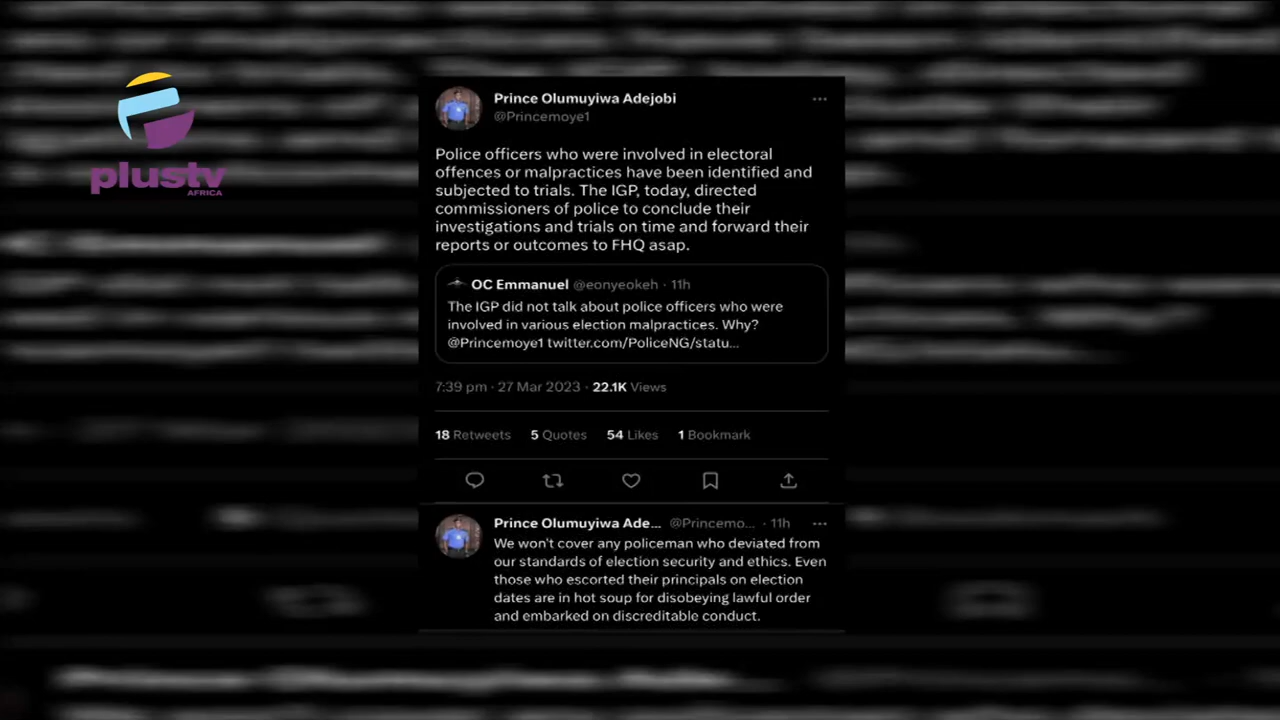 plustv
AFRICA
Prince Olumuyiwa Adejobi
@Princemoye1
Police officers who were involved in electoral
offences or malpractices have been identified and
subjected to trials. The IGP, today, directed
commissioners of police to conclude their
investigations and trials on time and forward their
reports or outcomes to FHQ asap.
OC Emmanuel @eonyeokeh · 11h
The IGP did not talk about police officers who were
involved in various election malpractices. Why?
@Princemoye1 twitter.com/PoliceNG/statu...
7:39 pm · 27 Mar 2023 · 22.1K Views
18 Retweets 5 Quotes 54 Likes 1 Bookmark
Prince Olumuyiwa Ade... @Princemo... · 11h
We won't cover any policeman who deviated from
our standards of election security and ethics. Even
those who escorted their principals on election
dates are in hot soup for disobeying lawful order
and embarked on discreditable conduct.